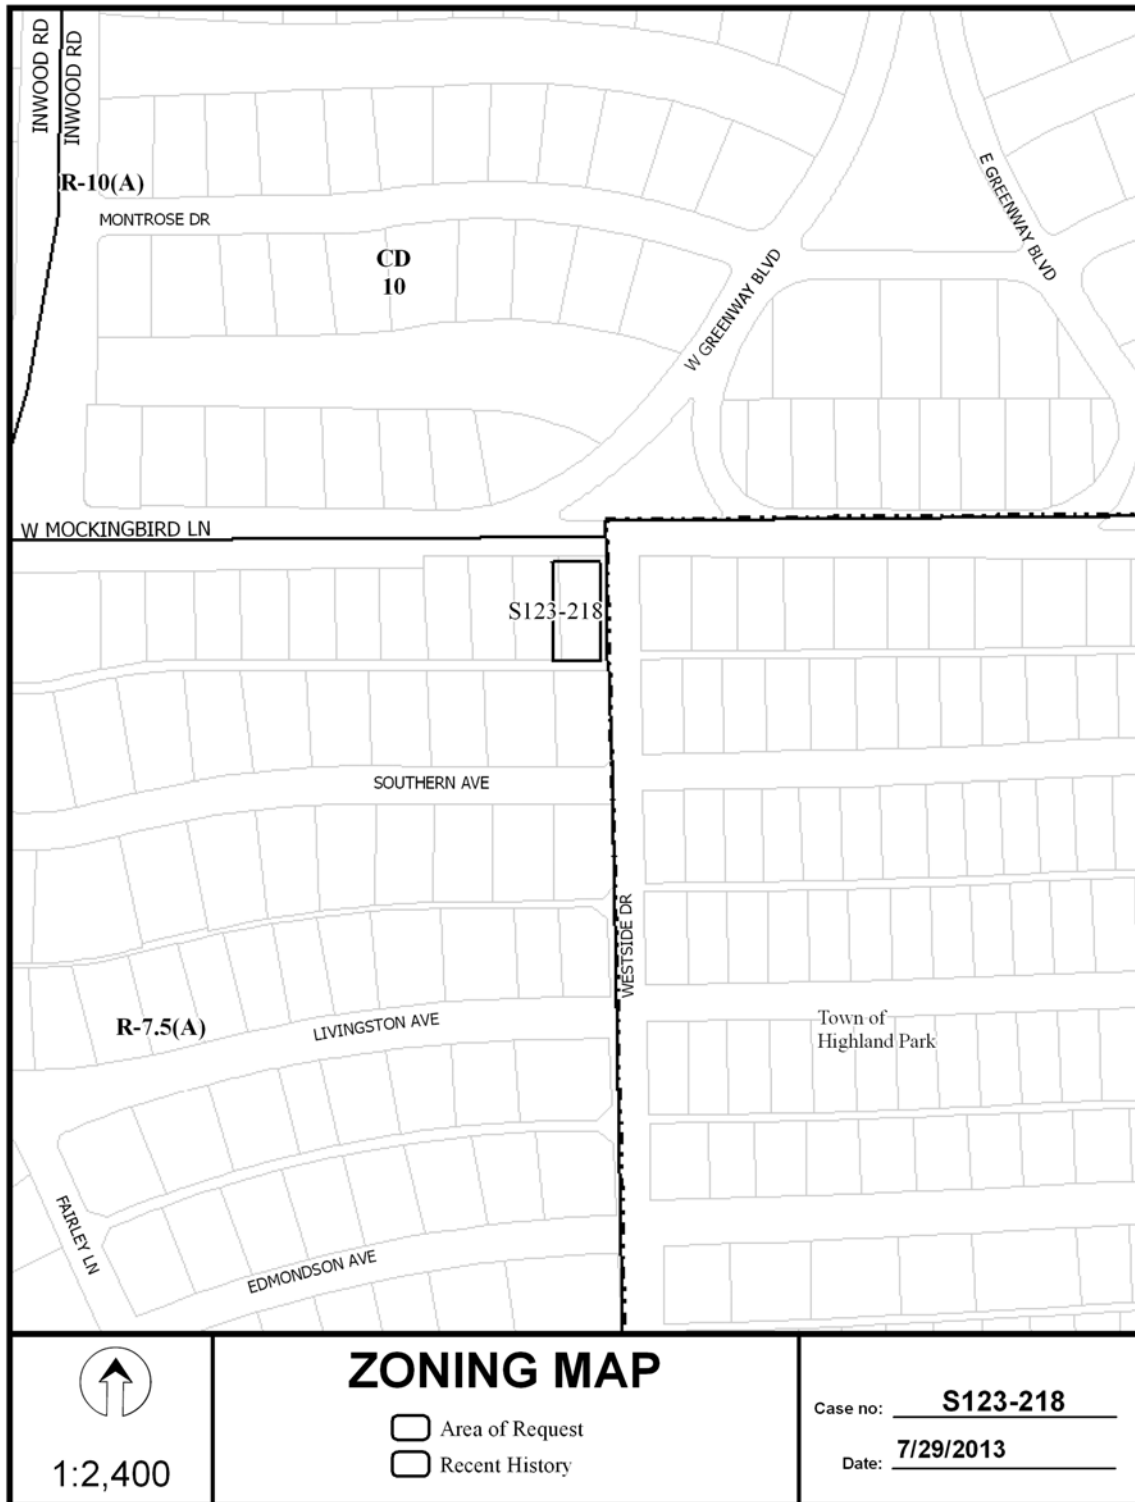 INWOOD RD
INWOOD RD
R-10(A)
MONTROSE DR
CD
10
E GREENWAY BLVD
W GREENWAY BLVD
W MOCKINGBIRD LN
S123-218
SOUTHERN AVE
WESTSIDE DR
R-7.5(A)
LIVINGSTON AVE
Town of
Highland Park
FAIRLEY LN
EDMONDSON AVE
1:2,400
ZONING MAP
Area of Request
Recent History
Case no: S123-218
Date: 7/29/2013